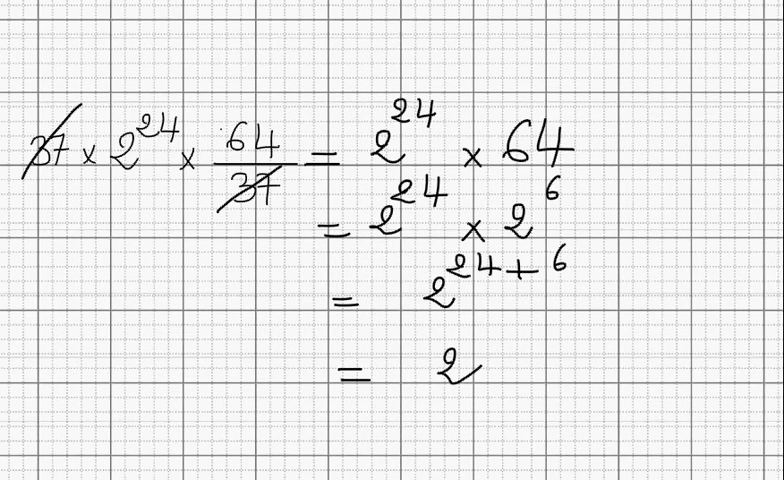 37 × 2^24 × 64/37 = 2^24 × 64
= 2^24 × 2^6
= 2^24+6
= 2